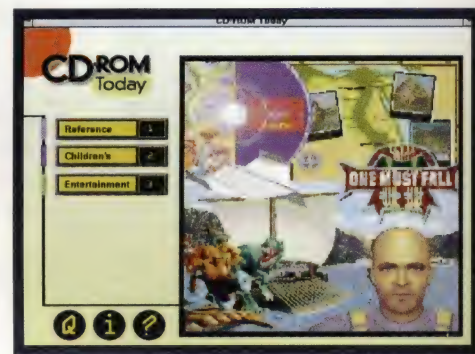 CD-ROM Today
CD-ROM
Today
Reference 1
Children's 2
Entertainment 3
ONE MUST FALL
Q i ?